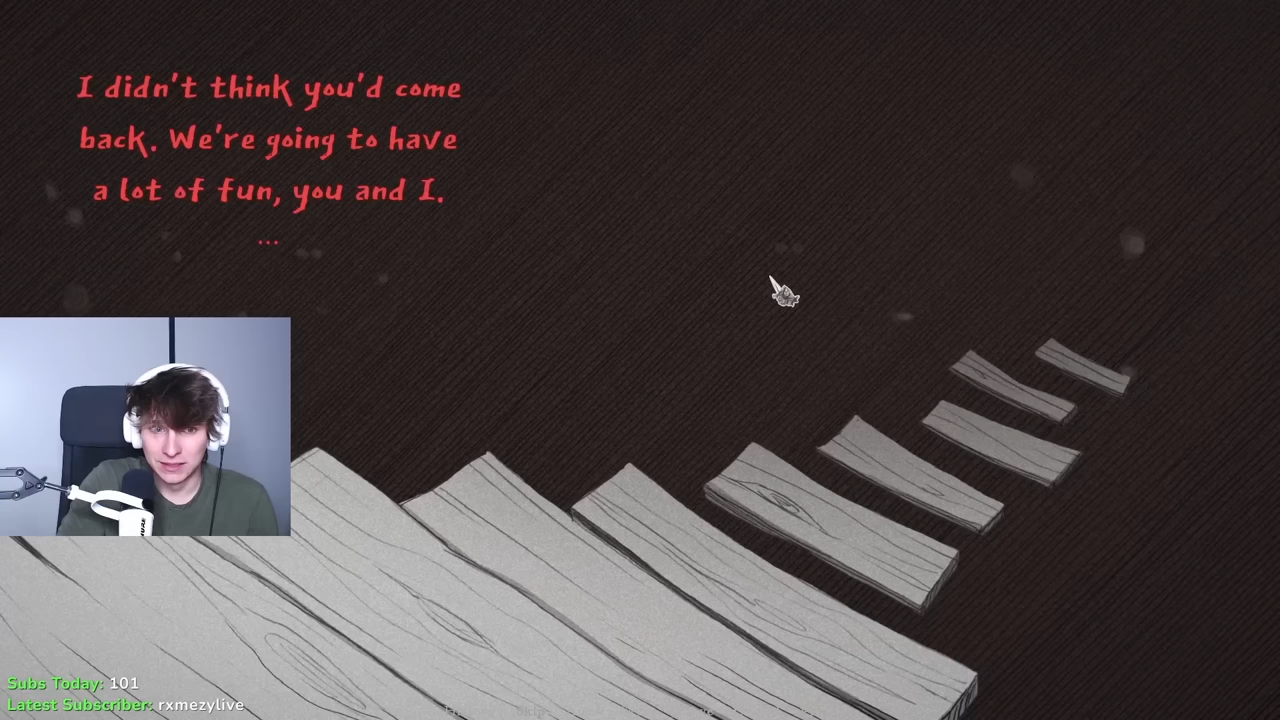 I didn't think you'd come
back. We're going to have
a lot of fun, you and I.
...
Subs Today: 101
Latest Subscriber: rxmezylive